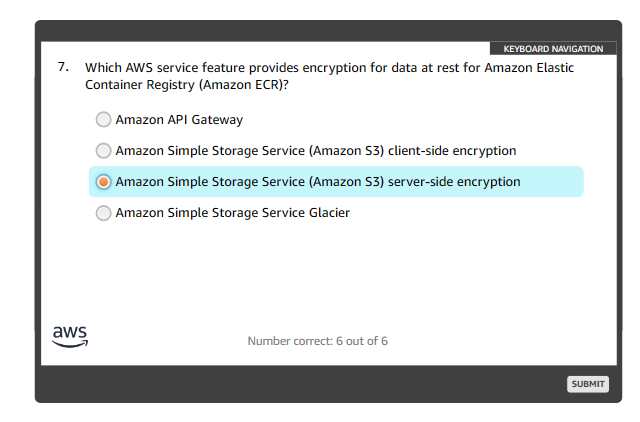 KEYBOARD NAVIGATION
7. Which AWS service feature provides encryption for data at rest for Amazon Elastic
Container Registry (Amazon ECR)?
Amazon API Gateway
Amazon Simple Storage Service (Amazon S3) client-side encryption
Amazon Simple Storage Service (Amazon S3) server-side encryption
Amazon Simple Storage Service Glacier
aws
Number correct: 6 out of 6
SUBMIT